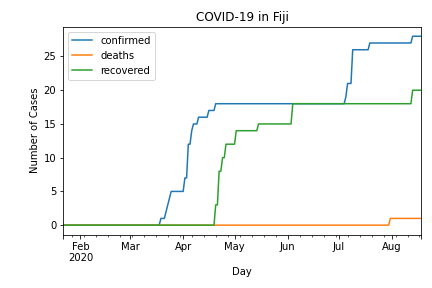 COVID-19 in Fiji
confirmed
deaths
recovered
Number of Cases
25
20
15
10
5
0
Feb Mar Apr May Jun Jul Aug
2020
Day